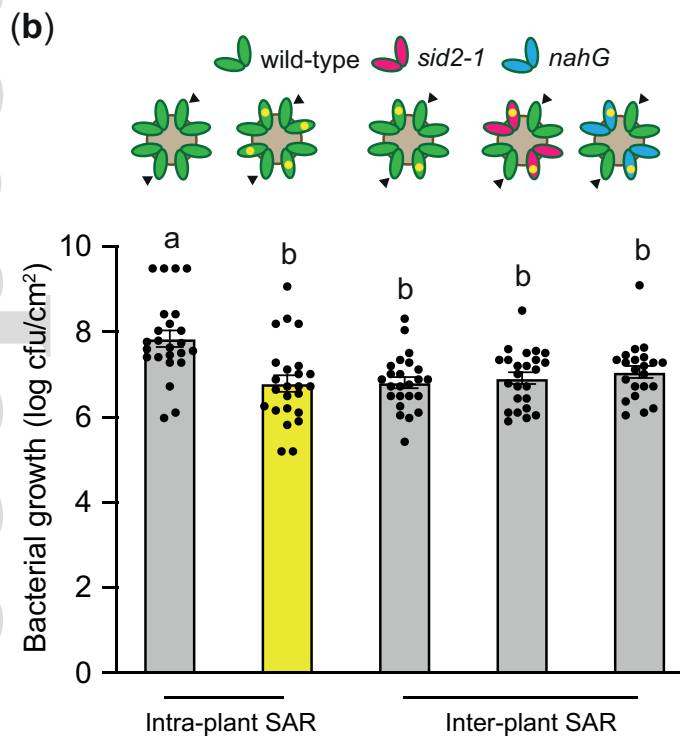 (b)
wild-type sid2-1 nahG
a b b b b
10
8
6
4
2
0
Bacterial growth (log cfu/cm²)
Intra-plant SAR Inter-plant SAR